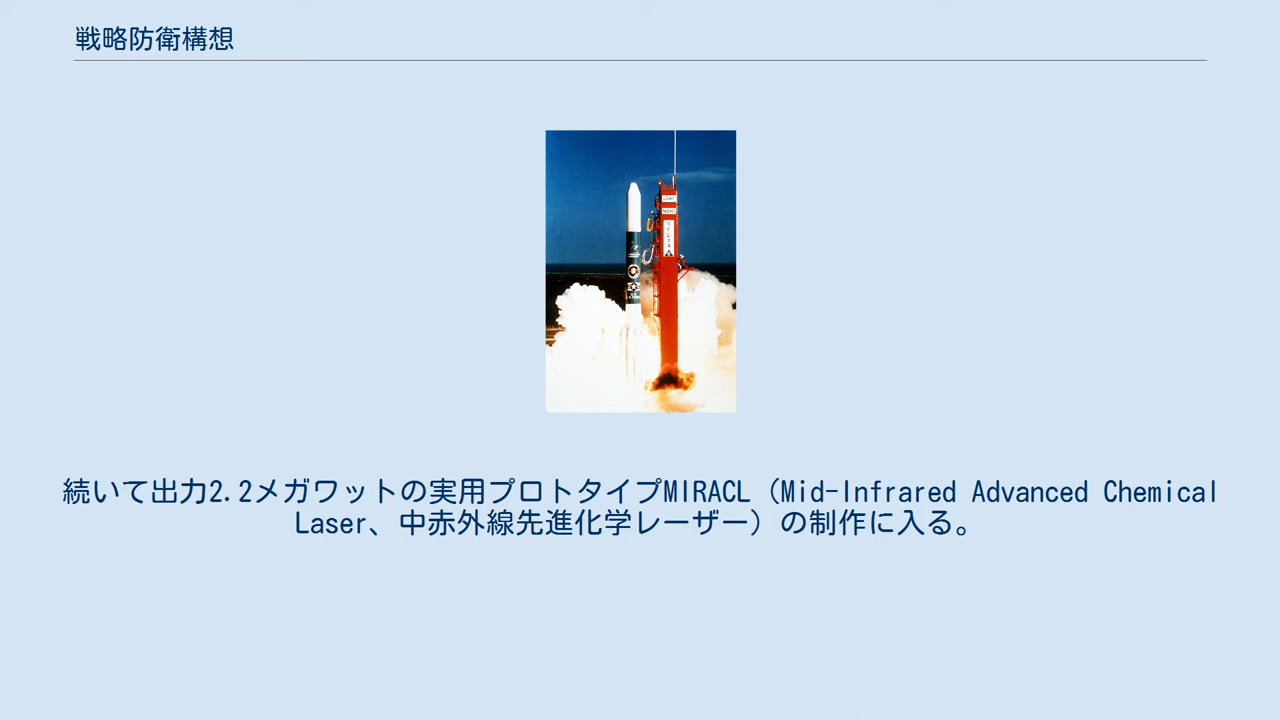 戦略防衛構想
DELTA
続いて出力2.2メガワットの実用プロトタイプMIRACL（Mid-Infrared Advanced Chemical
Laser、中赤外線先進化学レーザー）の制作に入る。